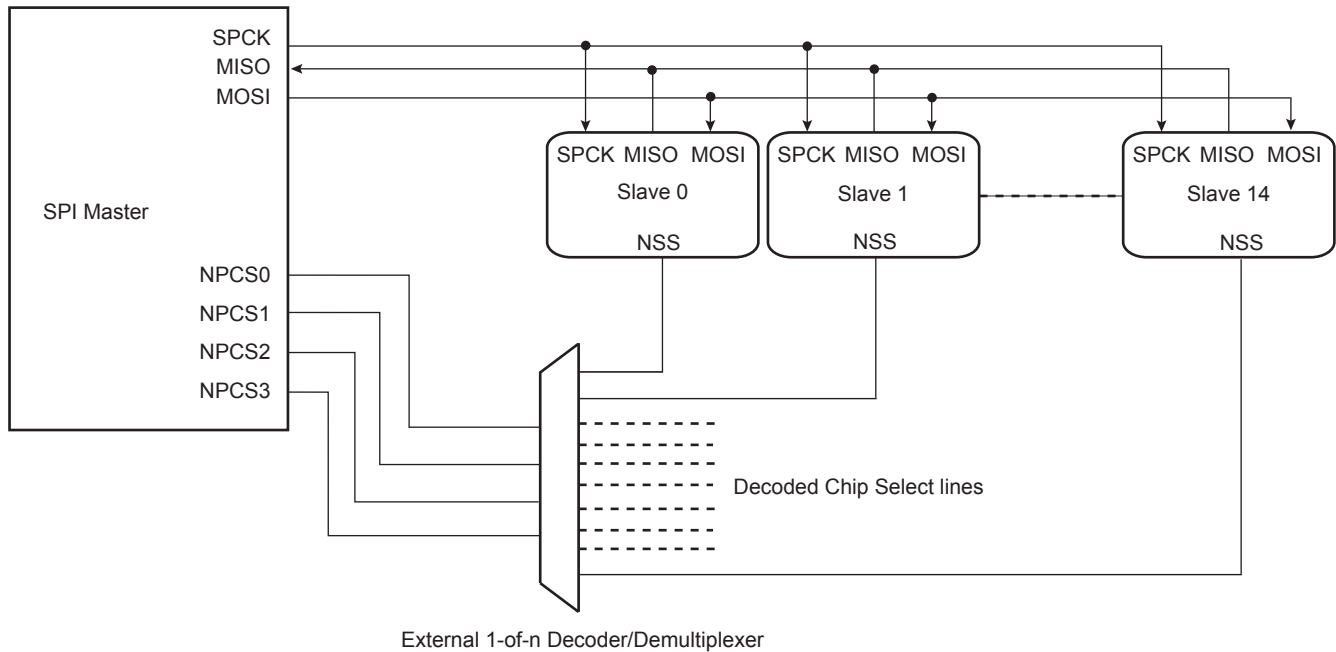 SPCK
MISO
MOSI
SPI Master
NPCS0
NPCS1
NPCS2
NPCS3
SPCK MISO MOSI
Slave 0
NSS
SPCK MISO MOSI
Slave 1
NSS
SPCK MISO MOSI
Slave 14
NSS
Decoded Chip Select lines
External 1-of-n Decoder/Demultiplexer